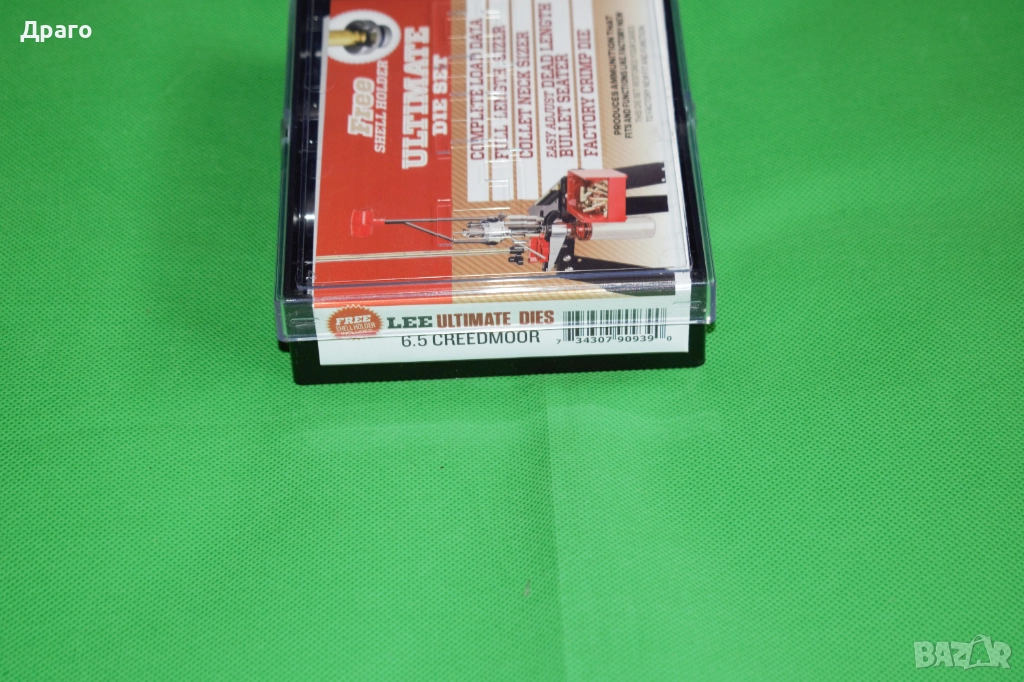 Драго
Free
SHELL HOLDER
ULTIMATE
DIE SET
COMPLETE LOAD DATA
FULL LENGTH SIZER
COLLET NECK SIZER
EASY ADJUST DEAD LENGTH
BULLET SEATER
FACTORY CRIMP DIE
PRODUCES AMMUNITION THAT
FITS AND FUNCTIONS LIKE FACTORY NEW
FREE
SHELL HOLDER
LEE ULTIMATE DIES
6.5 CREEDMOOR
7 34307 90939 0
BAZAR